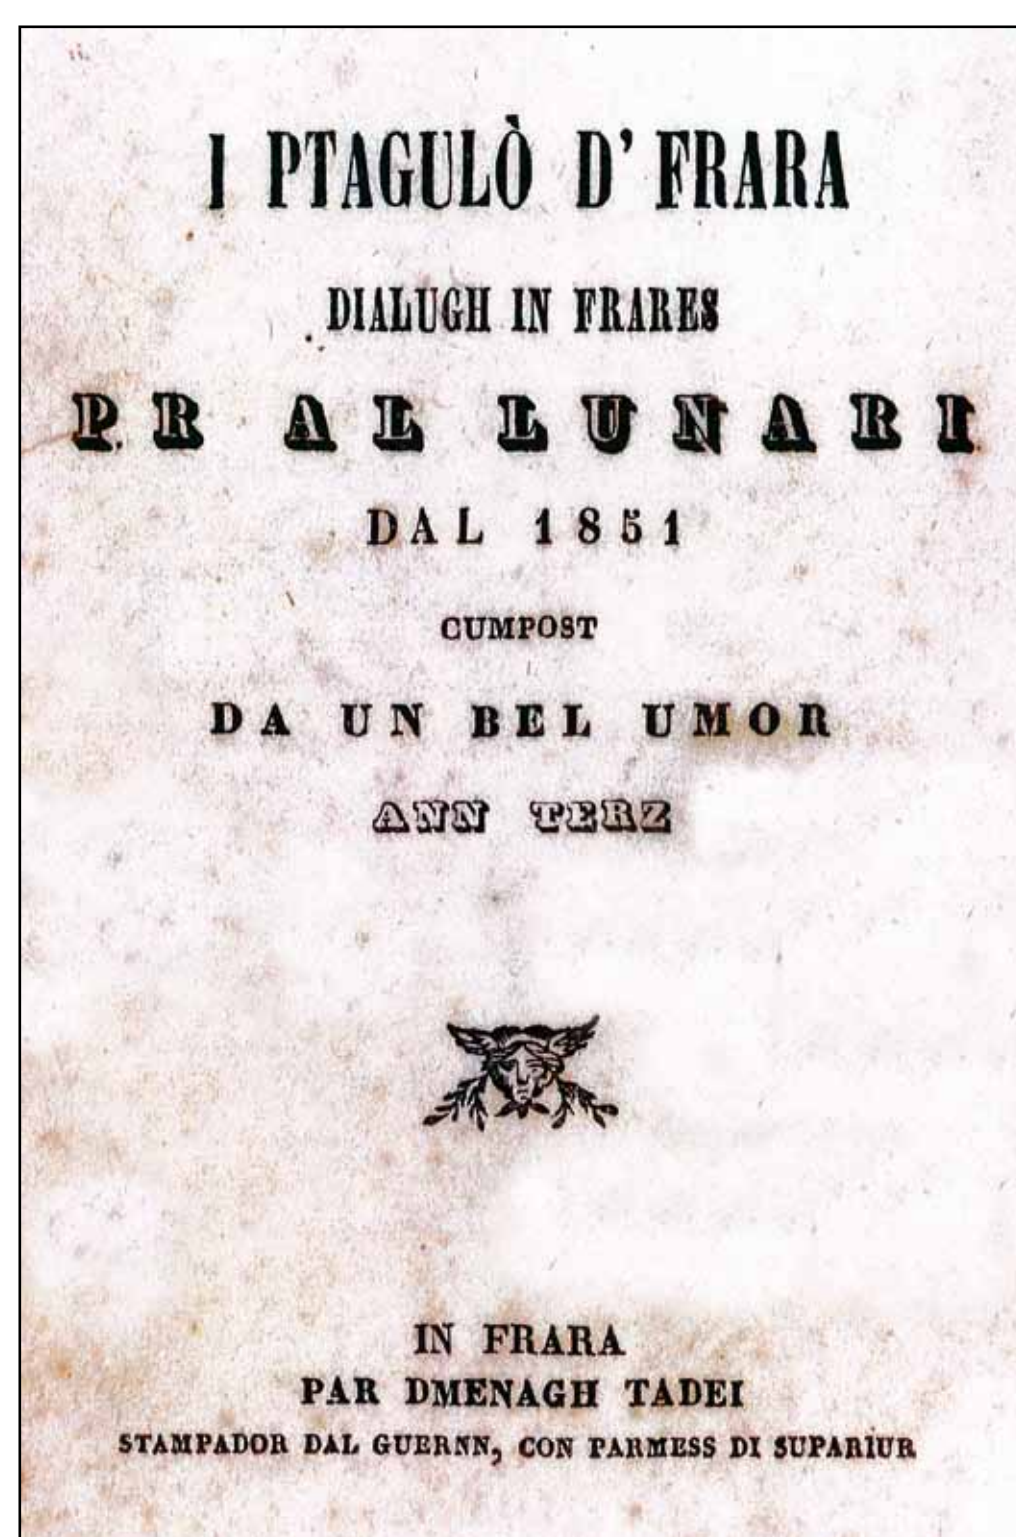 I PTAGULÒ D' FRARA
DIALUGH IN FRARES
PR AL LUNARI
DAL 1851
CUMPOST
DA UN BEL UMOR
ANN TERZ
IN FRARA
PAR DMENAGH TADEI
STAMPADOR DAL GUERNN, CON PARMESS DI SUPARIUR